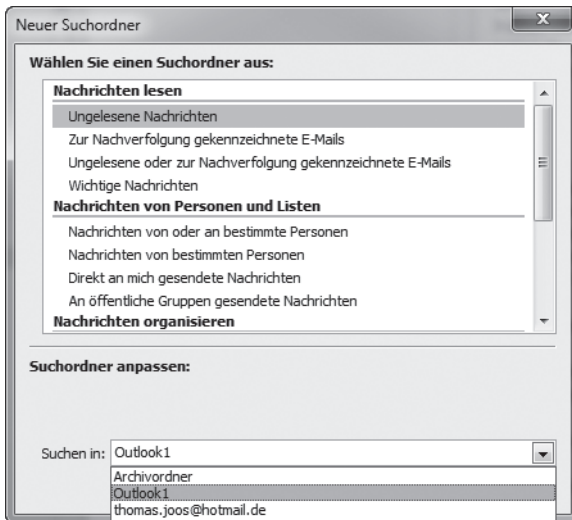 Neuer Suchordner
Wählen Sie einen Suchordner aus:
Nachrichten lesen
Ungelesene Nachrichten
Zur Nachverfolgung gekennzeichnete E-Mails
Ungelesene oder zur Nachverfolgung gekennzeichnete E-Mails
Wichtige Nachrichten
Nachrichten von Personen und Listen
Nachrichten von oder an bestimmte Personen
Nachrichten von bestimmten Personen
Direkt an mich gesendete Nachrichten
An öffentliche Gruppen gesendete Nachrichten
Nachrichten organisieren
Suchordner anpassen:
Suchen in: Outlook1
Archivordner
Outlook1
thomas.joos@hotmail.de